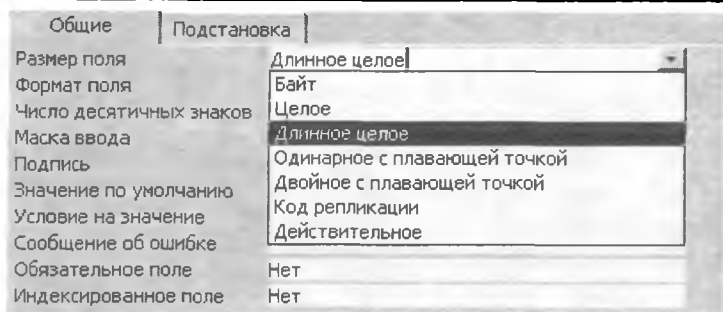 Общие Подстановка
Размер поля Длинное целое
Формат поля Байт
Число десятичных знаков Целое
Маска ввода Длинное целое
Подпись Одинарное с плавающей точкой
Значение по умолчанию Двойное с плавающей точкой
Условие на значение Код репликации
Сообщение об ошибке Действительное
Обязательное поле Нет
Индексированное поле Нет